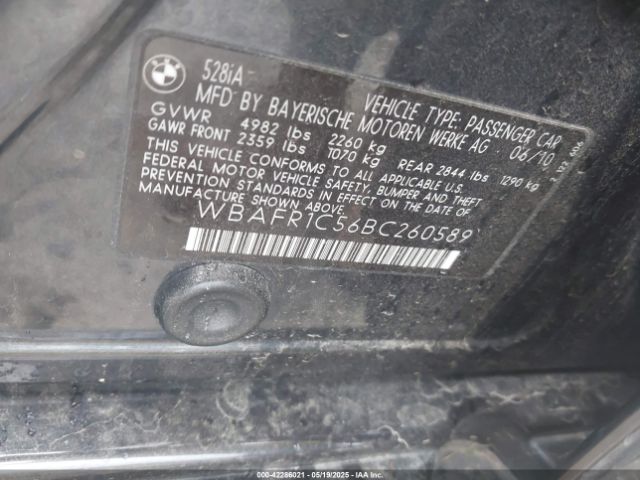 BMW
528iA
VEHICLE TYPE: PASSENGER CAR
MFD BY BAYERISCHE MOTOREN WERKE AG 06/10
GVWR 4982 lbs 2260 kg
GAWR FRONT 2359 lbs 1070 kg REAR 2844 lbs 1290 kg
THIS VEHICLE CONFORMS TO ALL APPLICABLE U.S.
FEDERAL MOTOR VEHICLE SAFETY, BUMPER AND THEFT
PREVENTION STANDARDS IN EFFECT ON THE DATE OF
MANUFACTURE SHOWN ABOVE.
WBAFR1C56BC260589
000-42286021 - 05/19/2025 - IAAI.COM